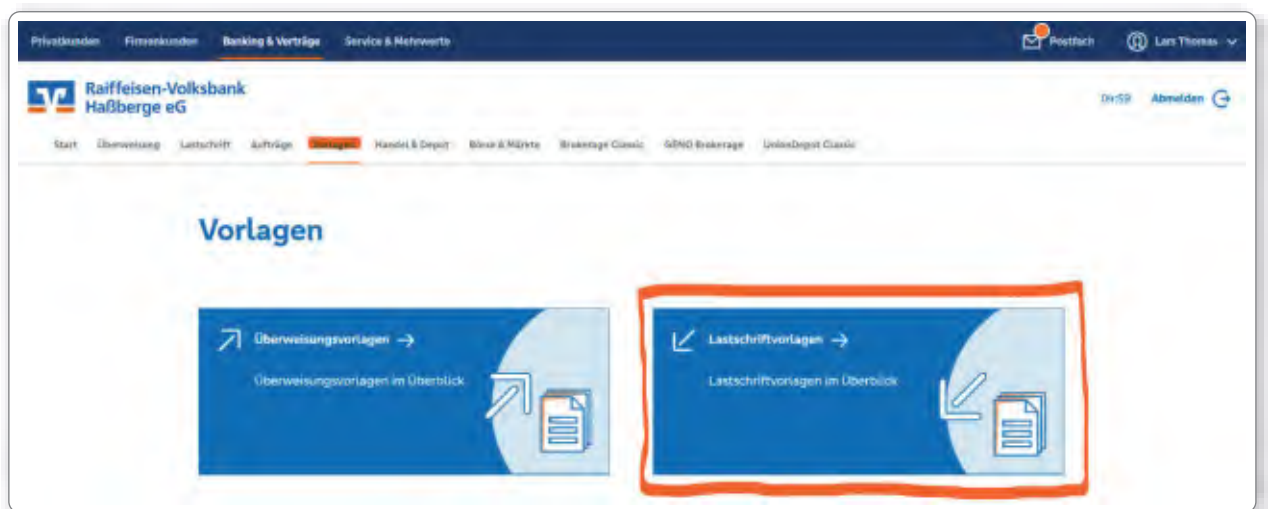 Privatkunden Firmenkunden Banking & Verträge Service & Mehrwerte Postfach Lars Thomas
Raiffeisen-Volksbank
Haßberge eG
09:59 Abmelden
Start Überweisung Lastschrift Aufträge Vorlagen Handel & Depot Börse & Märkte Brokerage Classic GENO Brokerage UnionDepot Classic
Vorlagen
Überweisungsvorlagen → Lastschriftvorlagen →
Überweisungsvorlagen im Überblick Lastschriftvorlagen im Überblick